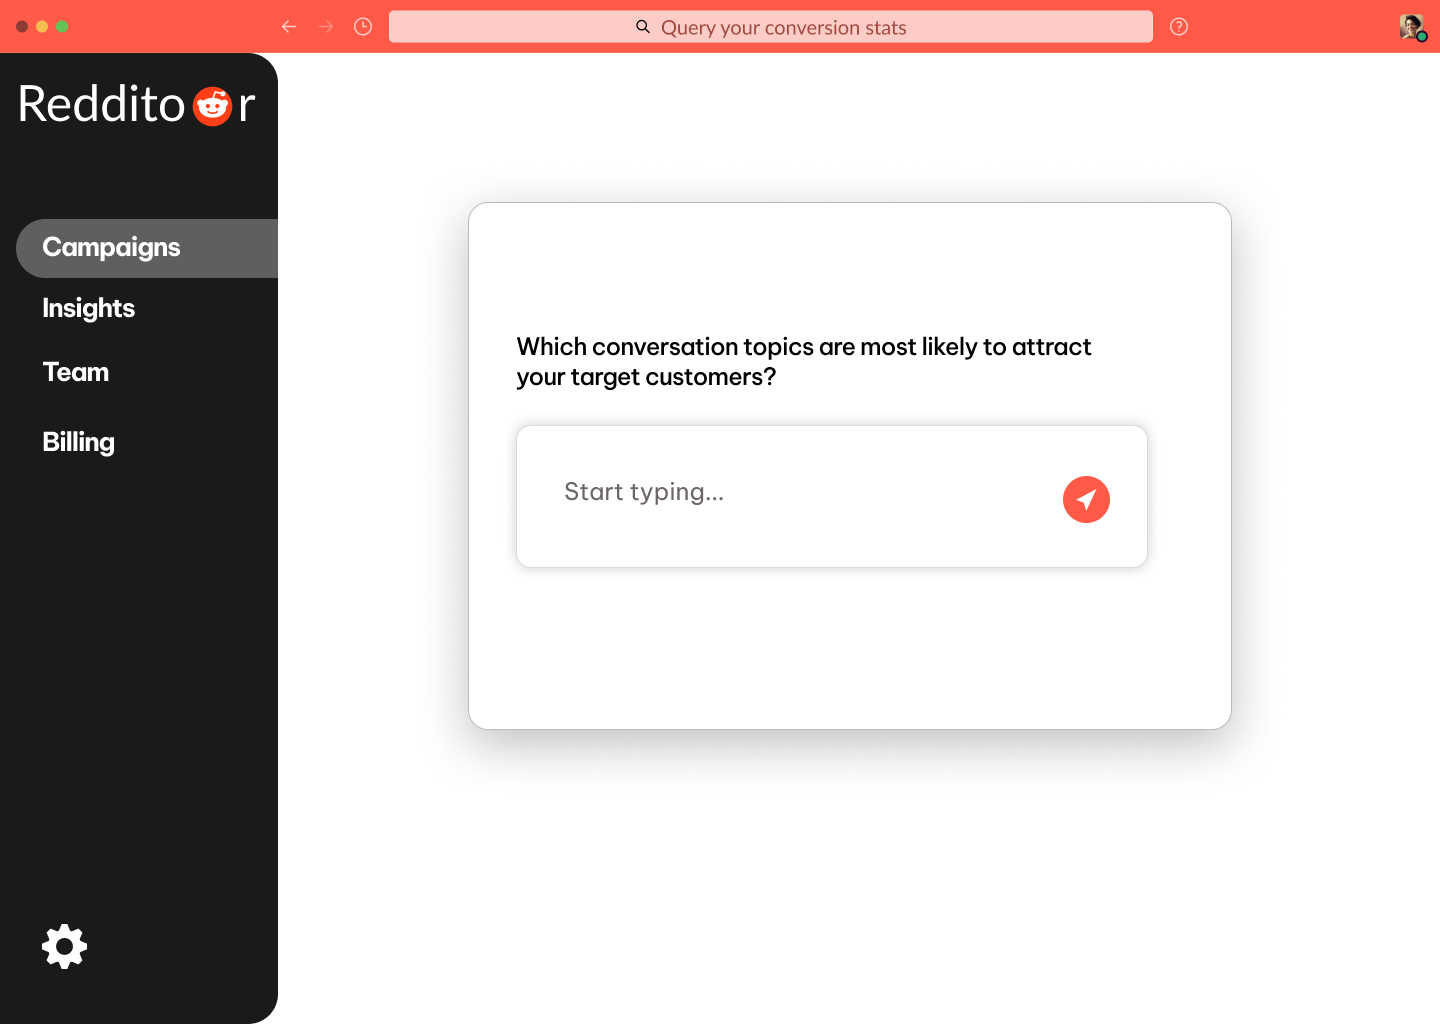 Query your conversion stats
Redditor
Campaigns
Insights
Team
Billing
Which conversation topics are most likely to attract
your target customers?
Start typing...